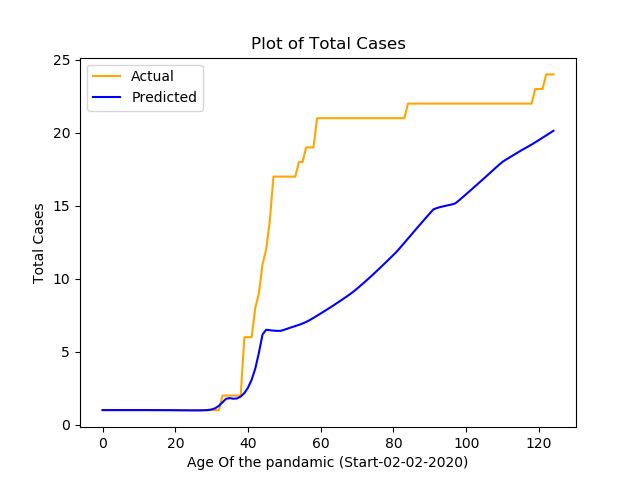 Plot of Total Cases
Actual
Predicted
Total Cases
25
20
15
10
5
0
0 20 40 60 80 100 120
Age Of the pandamic (Start-02-02-2020)